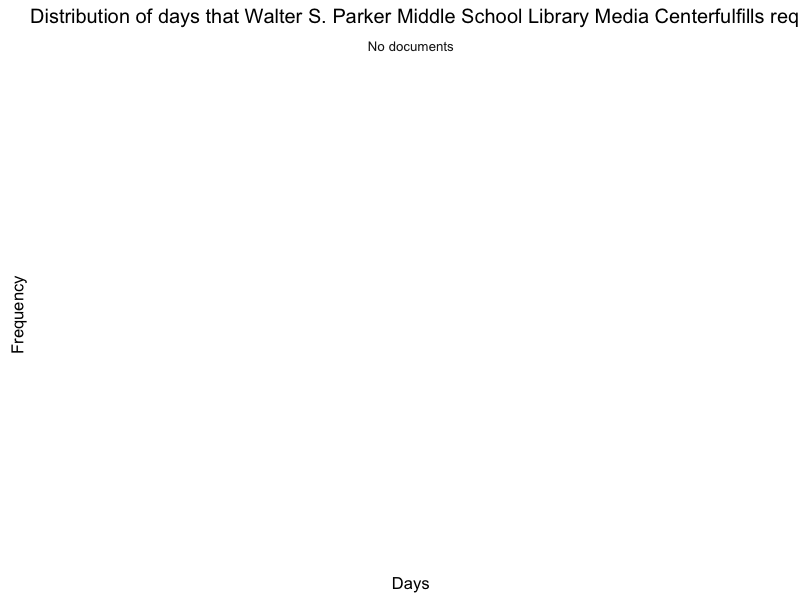 Distribution of days that Walter S. Parker Middle School Library Media Centerfulfills req
No documents
Frequency
Days